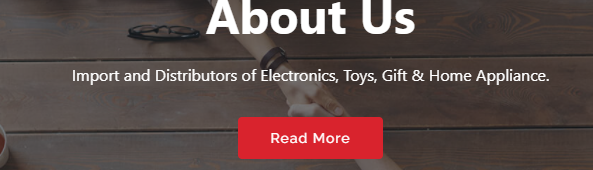 About Us
Import and Distributors of Electronics, Toys, Gift & Home Appliance.
Read More